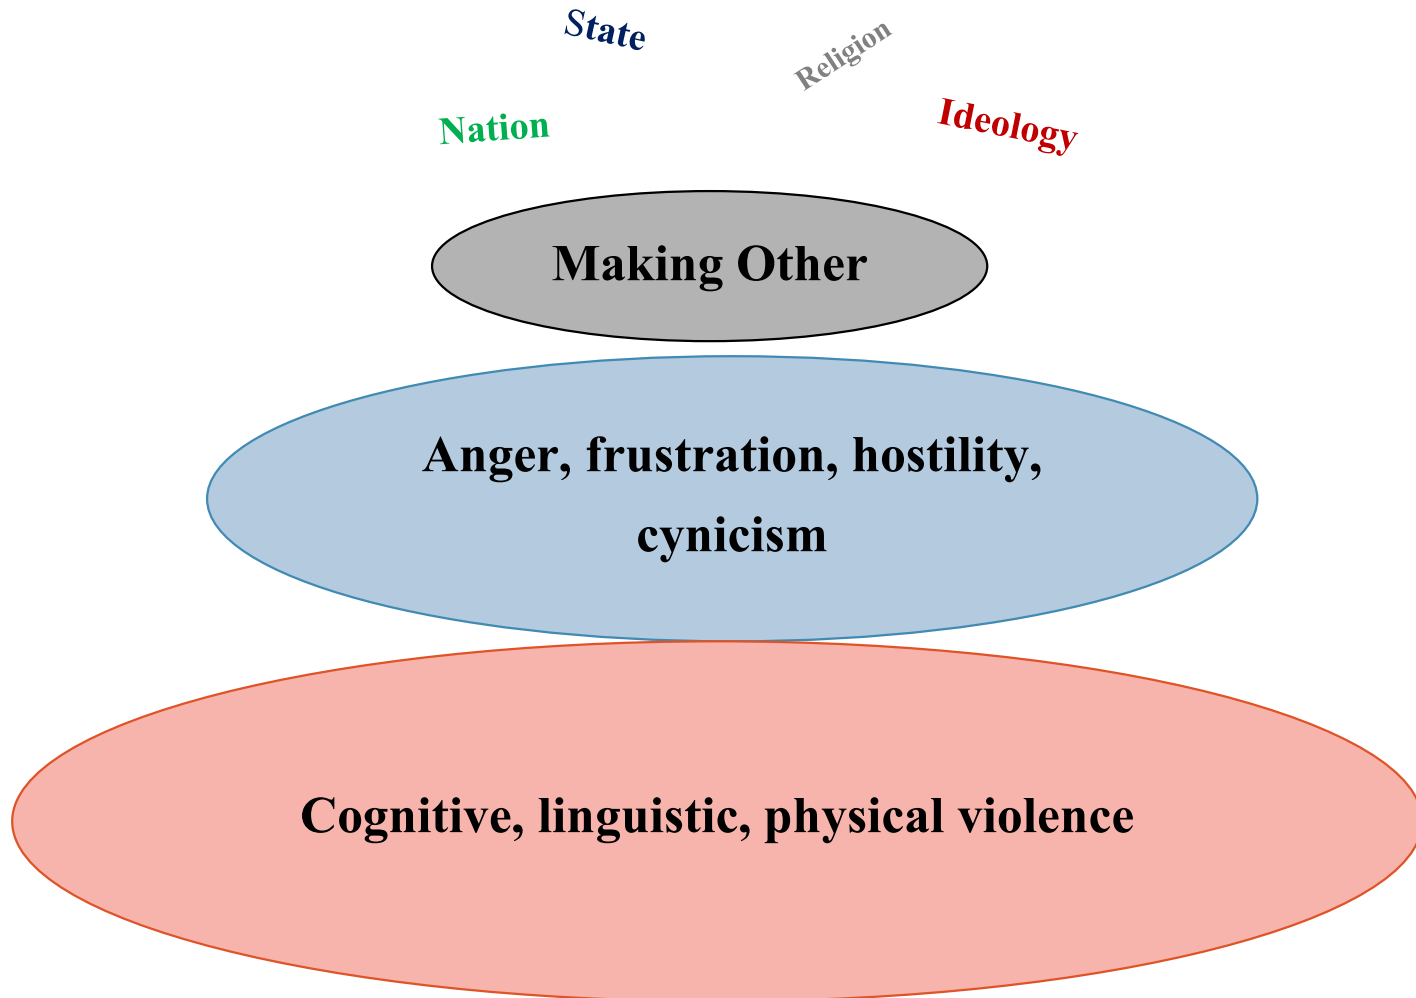 State
Religion
Nation
Ideology
Making Other
Anger, frustration, hostility,
cynicism
Cognitive, linguistic, physical violence